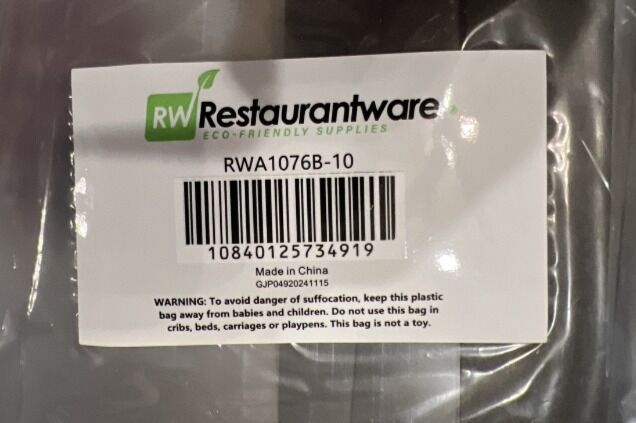 RW Restaurantware
ECO-FRIENDLY SUPPLIES
RWA1076B-10
10840125734919
Made in China
GJP04920241115
WARNING: To avoid danger of suffocation, keep this plastic
bag away from babies and children. Do not use this bag in
cribs, beds, carriages or playpens. This bag is not a toy.